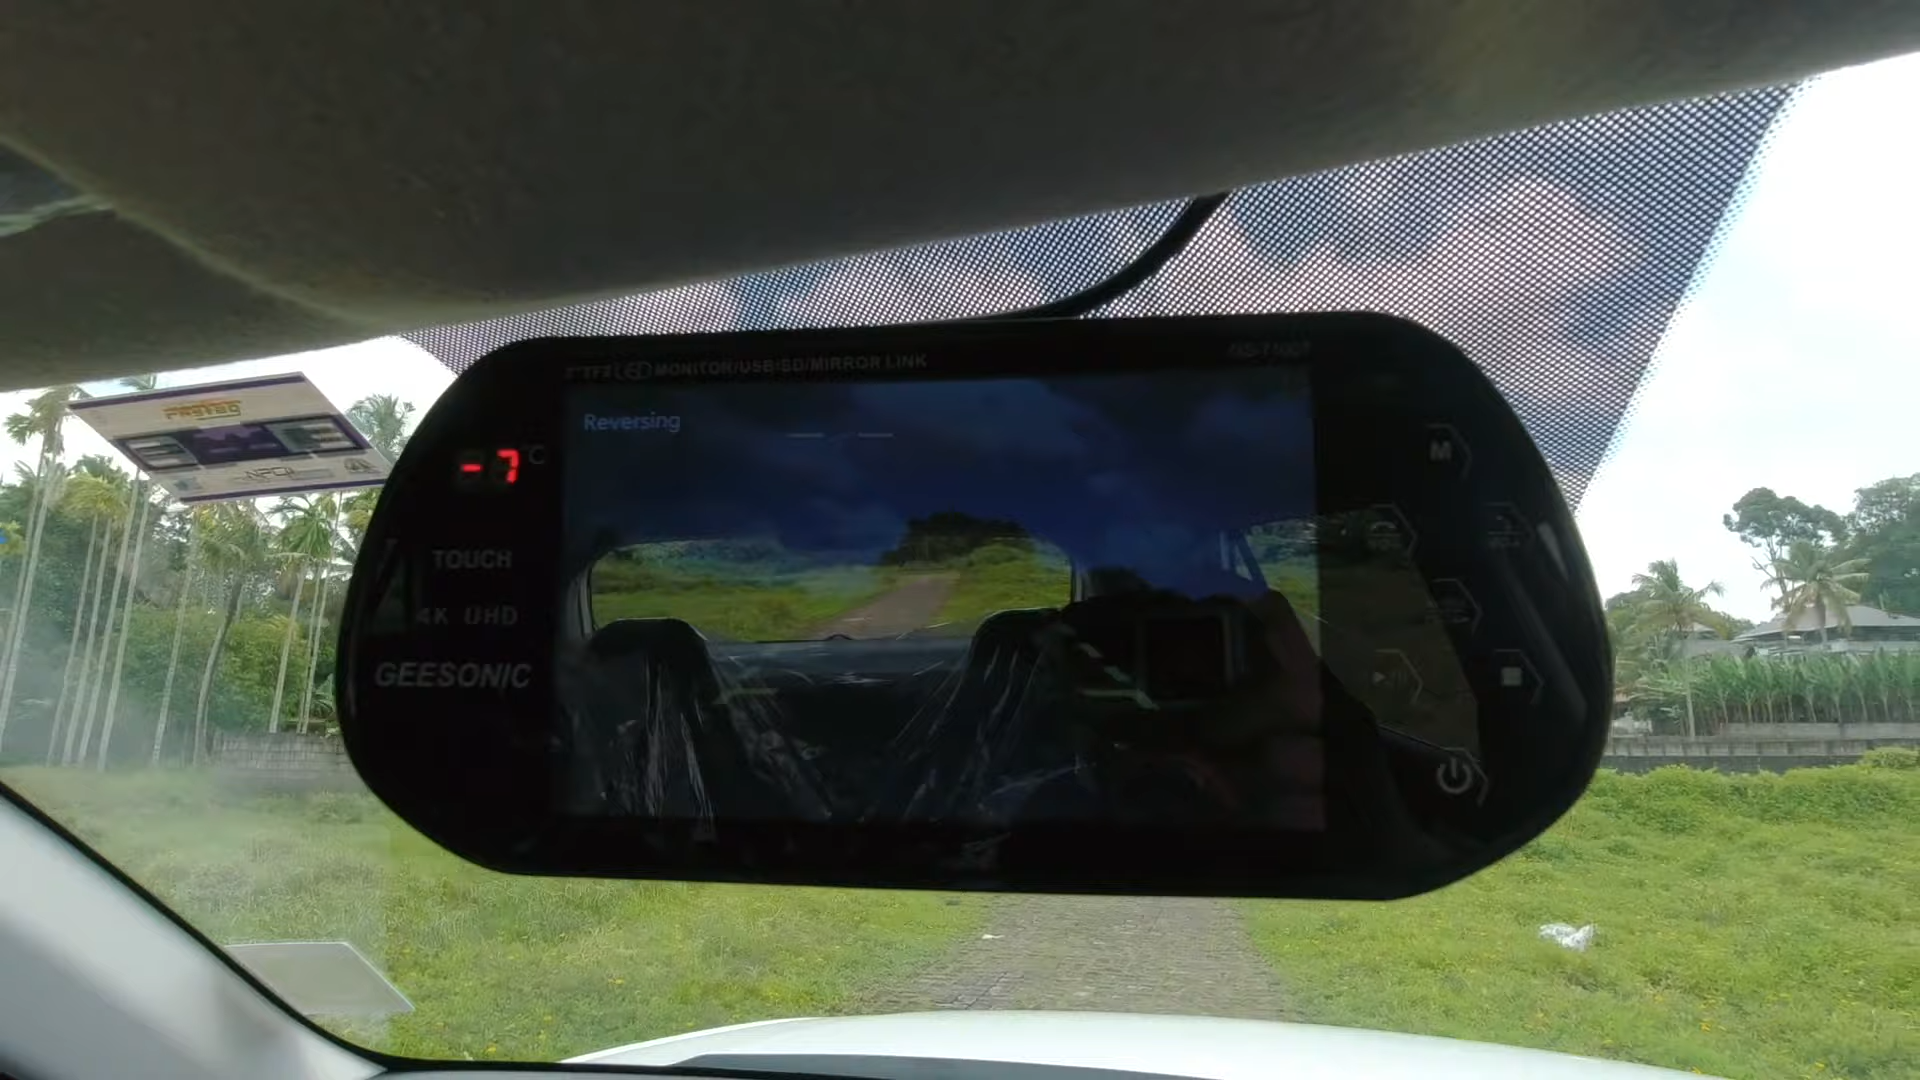 MONITOR/USB/SD/MIRROR LINK
Reversing
- 7 °C
TOUCH
4K UHD
GEESONIC
M